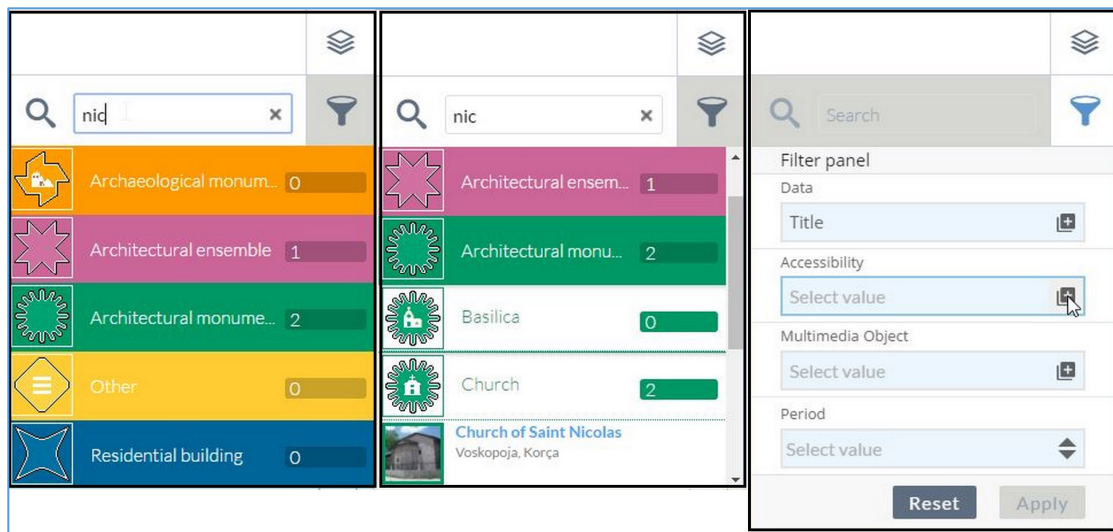 nic
Archaeological monum... 0
Architectural ensemble 1
Architectural monume... 2
Other 0
Residential building 0
nic
Architectural ensem... 1
Architectural monu... 2
Basilica 0
Church 2
Church of Saint Nicolas
Voskopoja, Korça
Search
Filter panel
Data
Title
Accessibility
Select value
Multimedia Object
Select value
Period
Select value
Reset Apply